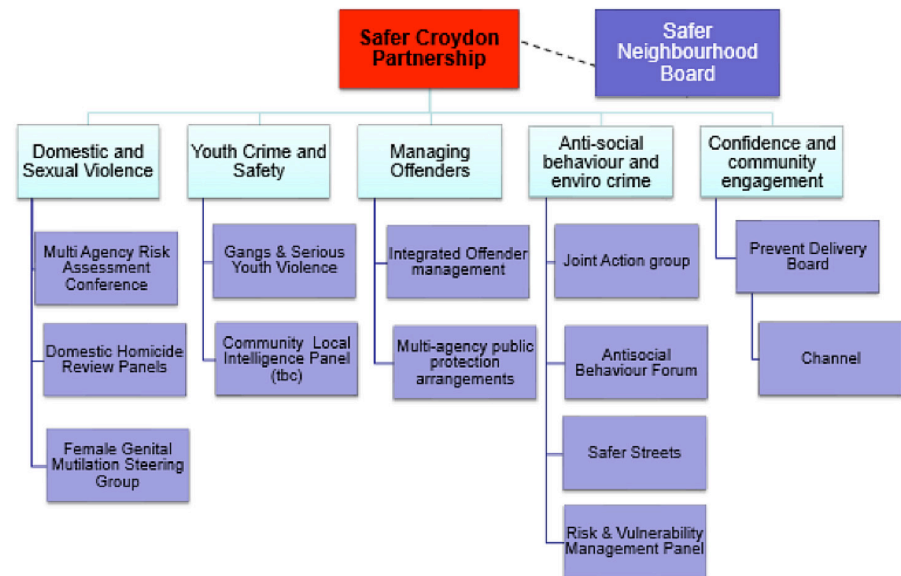 Safer Croydon
Partnership
Safer
Neighbourhood
Board
Domestic and
Sexual Violence
Multi Agency Risk
Assessment
Conference
Domestic Homicide
Review Panels
Female Genital
Mutilation Steering
Group
Youth Crime and
Safety
Gangs & Serious
Youth Violence
Community Local
Intelligence Panel
(tbc)
Managing
Offenders
Integrated Offender
management
Multi-agency public
protection
arrangements
Anti-social
behaviour and
enviro crime
Joint Action group
Antisocial
Behaviour Forum
Safer Streets
Risk & Vulnerability
Management Panel
Confidence and
community
engagement
Prevent Delivery
Board
Channel